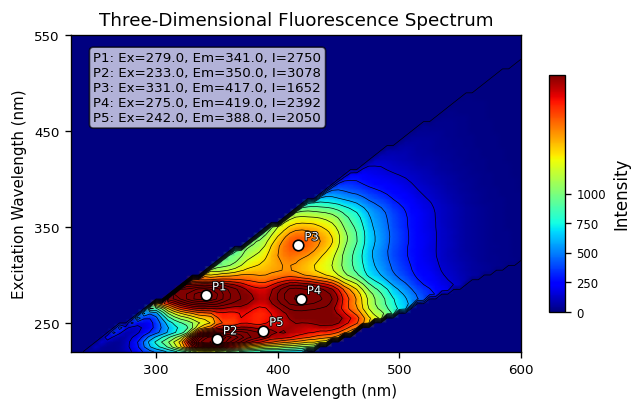 Three-Dimensional Fluorescence Spectrum
P1: Ex=279.0, Em=341.0, I=2750
P2: Ex=233.0, Em=350.0, I=3078
P3: Ex=331.0, Em=417.0, I=1652
P4: Ex=275.0, Em=419.0, I=2392
P5: Ex=242.0, Em=388.0, I=2050
550
450
350
250
Excitation Wavelength (nm)
P3
P1
P4
P2
P5
300
400
500
600
Emission Wavelength (nm)
1000
750
500
250
0
Intensity